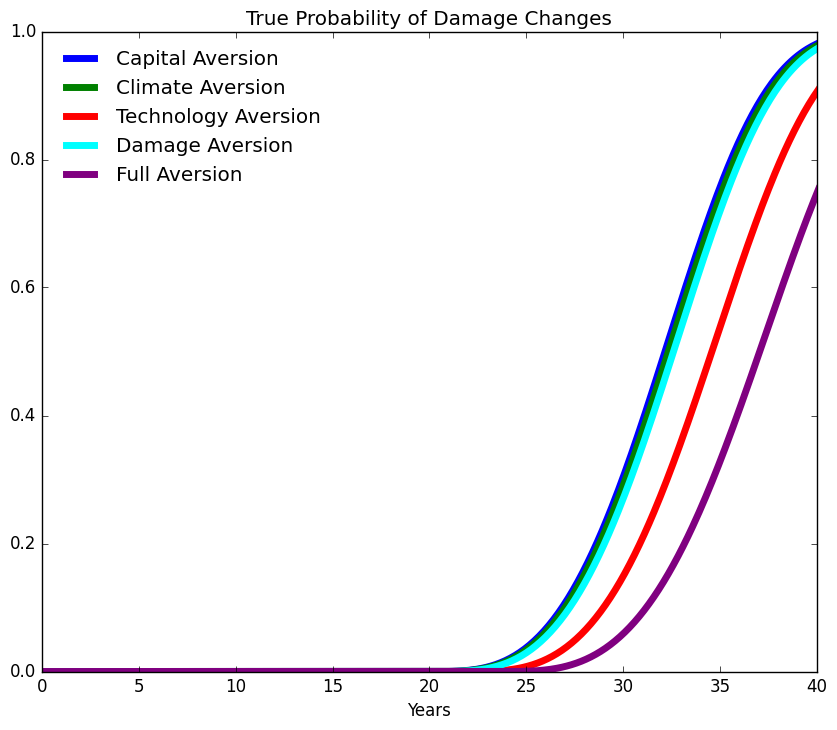 True Probability of Damage Changes
1.0
Capital Aversion
Climate Aversion
Technology Aversion
Damage Aversion
Full Aversion
0.8
0.6
0.4
0.2
0.0
0 5 10 15 20 25 30 35 40
Years